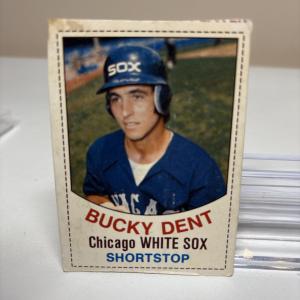 SOX
BUCKY DENT
Chicago WHITE SOX
SHORTSTOP